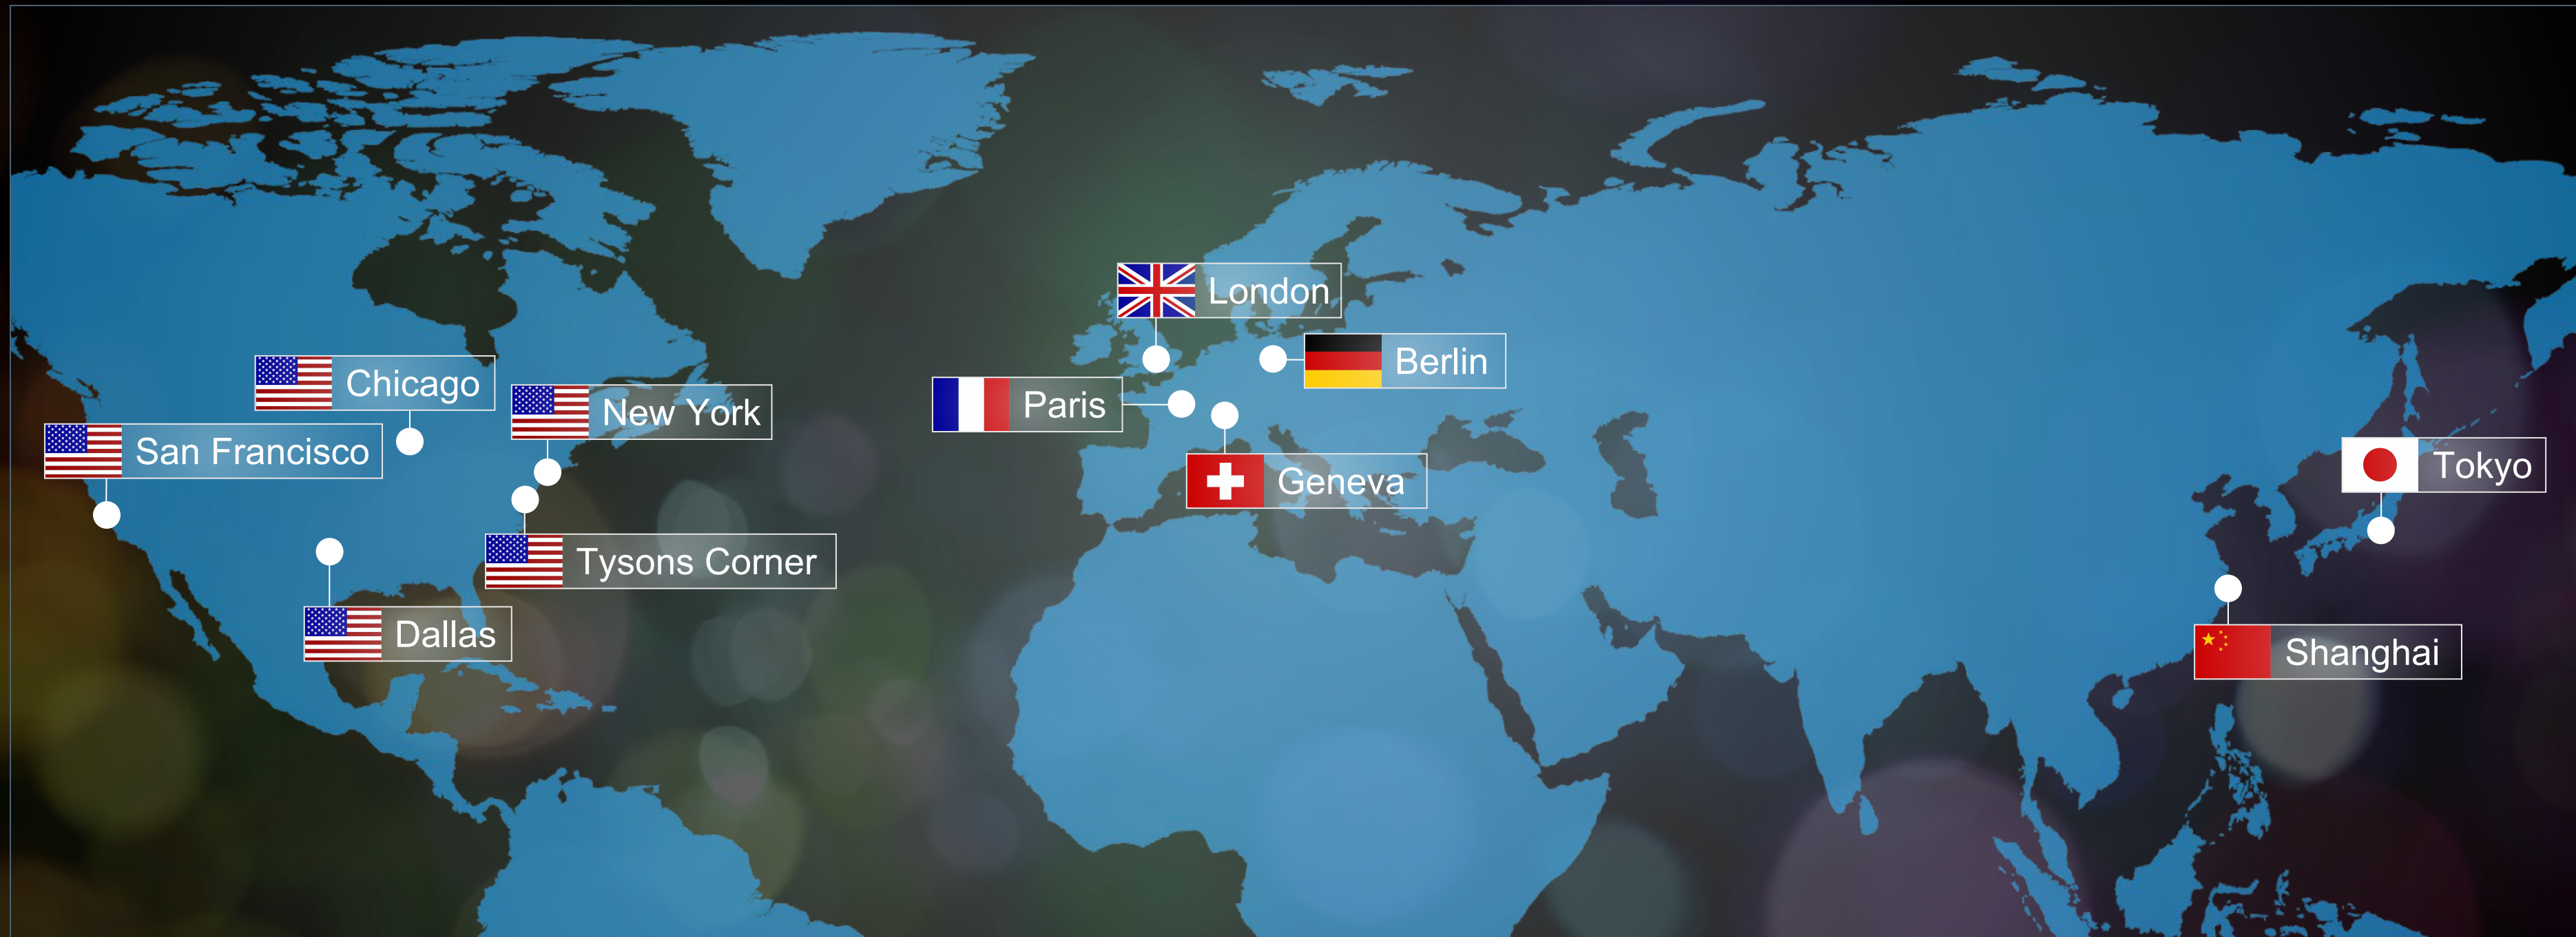 London
Berlin
Chicago
New York
Paris
San Francisco
Geneva
Tokyo
Tysons Corner
Dallas
Shanghai